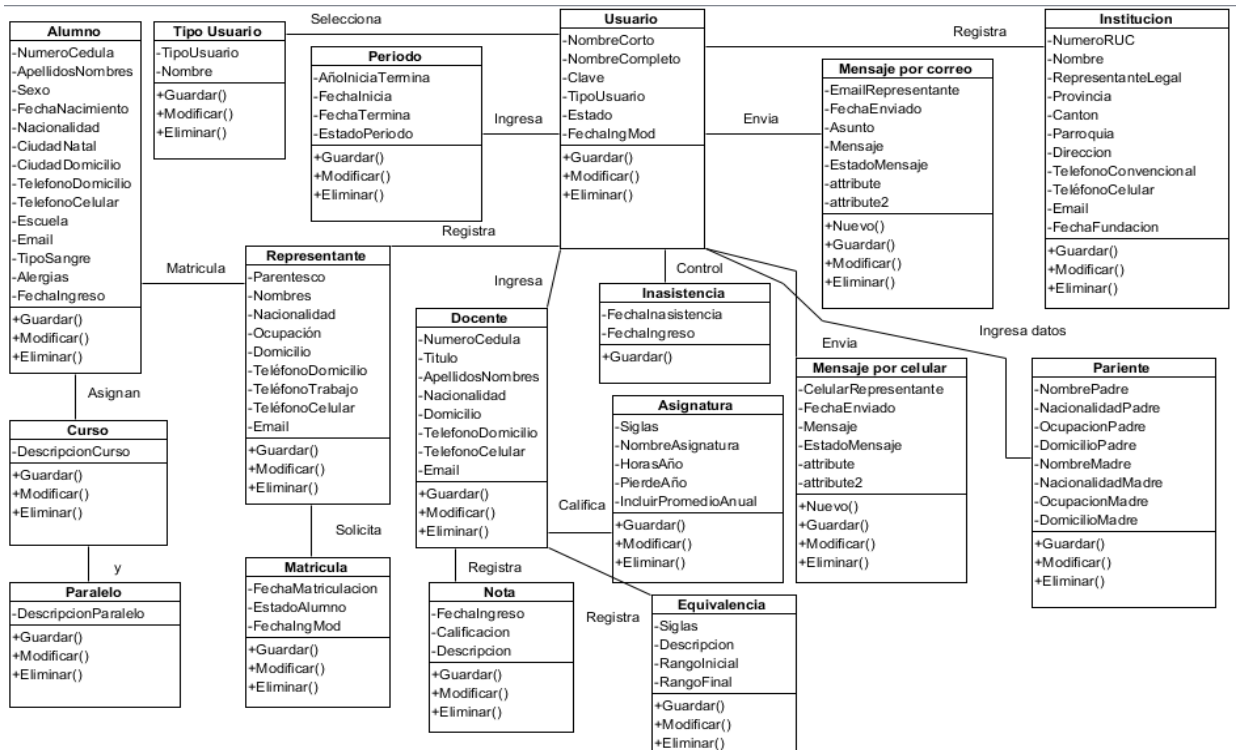 Alumno
-NumeroCedula
-ApellidosNombres
-Sexo
-FechaNacimiento
-Nacionalidad
-CiudadNatal
-CiudadDomicilio
-TelefonoDomicilio
-TelefonoCelular
-Escuela
-Email
-TipoSangre
-Alergias
-FechaIngreso
+Guardar()
+Modificar()
+Eliminar()
Tipo Usuario
-TipoUsuario
-Nombre
+Guardar()
+Modificar()
+Eliminar()
Selecciona
Periodo
-AñoIniciaTermina
-FechaInicia
-FechaTermina
-EstadoPeriodo
+Guardar()
+Modificar()
+Eliminar()
Ingresa
Usuario
-NombreCorto
-NombreCompleto
-Clave
-TipoUsuario
-Estado
-FechaIngMod
+Guardar()
+Modificar()
+Eliminar()
Registra
Envia
Mensaje por correo
-EmailRepresentante
-FechaEnviado
-Asunto
-Mensaje
-EstadoMensaje
-attribute
-attribute2
+Nuevo()
+Guardar()
+Modificar()
+Eliminar()
Institucion
-NumeroRUC
-Nombre
-RepresentanteLegal
-Provincia
-Canton
-Parroquia
-Direccion
-TelefonoConvencional
-TeléfonoCelular
-Email
-FechaFundacion
+Guardar()
+Modificar()
+Eliminar()
Matricula
Registra
Representante
-Parentesco
-Nombres
-Nacionalidad
-Ocupación
-Domicilio
-TeléfonoDomicilio
-TeléfonoTrabajo
-TeléfonoCelular
-Email
+Guardar()
+Modificar()
+Eliminar()
Ingresa
Docente
-NumeroCedula
-Titulo
-ApellidosNombres
-Nacionalidad
-Domicilio
-TelefonoDomicilio
-TelefonoCelular
-Email
+Guardar()
+Modificar()
+Eliminar()
Control
Inasistencia
-FechaInasistencia
-FechaIngreso
+Guardar()
Envia
Mensaje por celular
-CelularRepresentante
-FechaEnviado
-Mensaje
-EstadoMensaje
-attribute
-attribute2
+Nuevo()
+Guardar()
+Modificar()
+Eliminar()
Ingresa datos
Pariente
-NombrePadre
-NacionalidadPadre
-OcupacionPadre
-DomicilioPadre
-NombreMadre
-NacionalidadMadre
-OcupacionMadre
-DomicilioMadre
+Guardar()
+Modificar()
+Eliminar()
Asignan
Curso
-DescripcionCurso
+Guardar()
+Modificar()
+Eliminar()
Califica
Asignatura
-Siglas
-NombreAsignatura
-HorasAño
-PierdeAño
-IncluirPromedioAnual
+Guardar()
+Modificar()
+Eliminar()
y
Paralelo
-DescripcionParalelo
+Guardar()
+Modificar()
+Eliminar()
Solicita
Matricula
-FechaMatriculacion
-EstadoAlumno
-FechaIngMod
+Guardar()
+Modificar()
+Eliminar()
Registra
Nota
-FechaIngreso
-Calificacion
-Descripcion
+Guardar()
+Modificar()
+Eliminar()
Registra
Equivalencia
-Siglas
-Descripcion
-RangoInicial
-RangoFinal
+Guardar()
+Modificar()
+Eliminar()